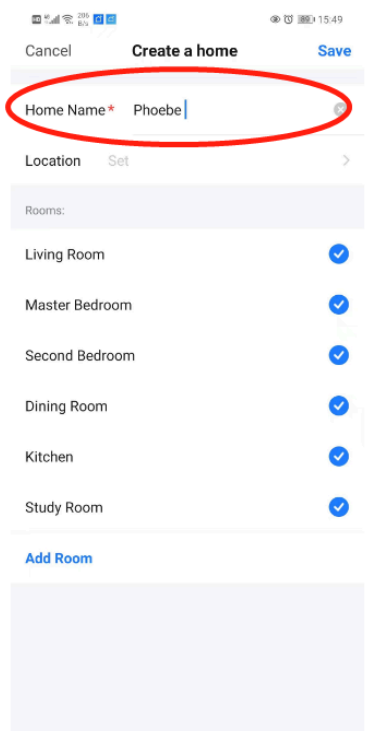 206 B/s 15:49
Cancel Create a home Save
Home Name* Phoebe
Location Set
Rooms:
Living Room
Master Bedroom
Second Bedroom
Dining Room
Kitchen
Study Room
Add Room